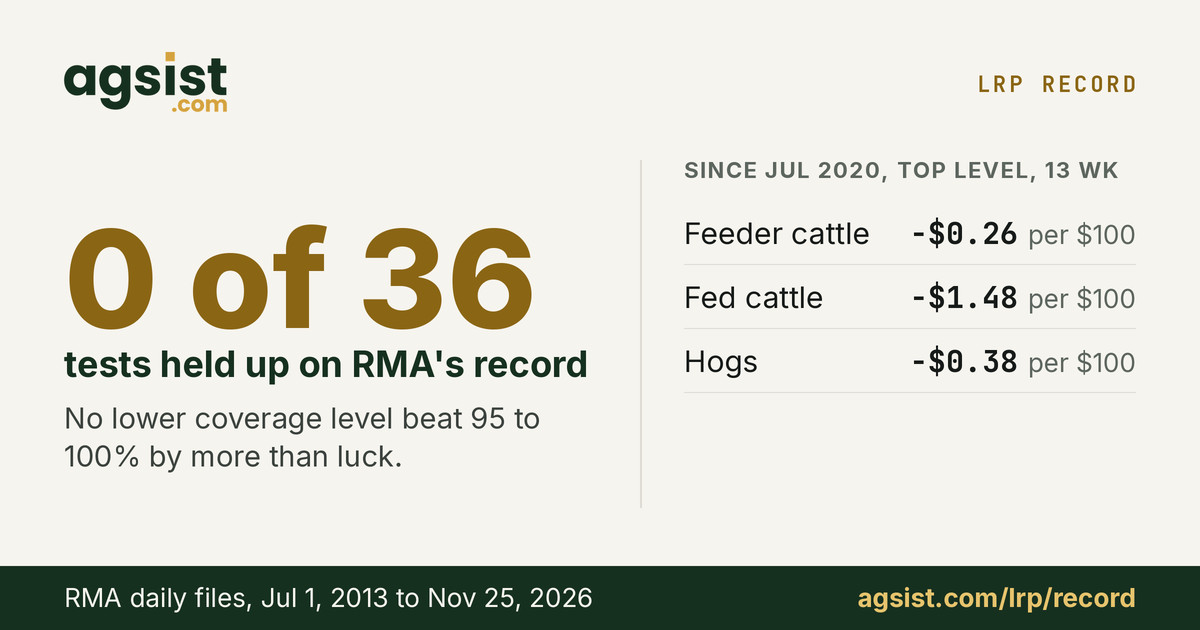 agsist
.com
LRP RECORD
0 of 36
tests held up on RMA's record
No lower coverage level beat 95 to
100% by more than luck.
SINCE JUL 2020, TOP LEVEL, 13 WK
Feeder cattle -$0.26 per $100
Fed cattle -$1.48 per $100
Hogs -$0.38 per $100
RMA daily files, Jul 1, 2013 to Nov 25, 2026
agsist.com/lrp/record